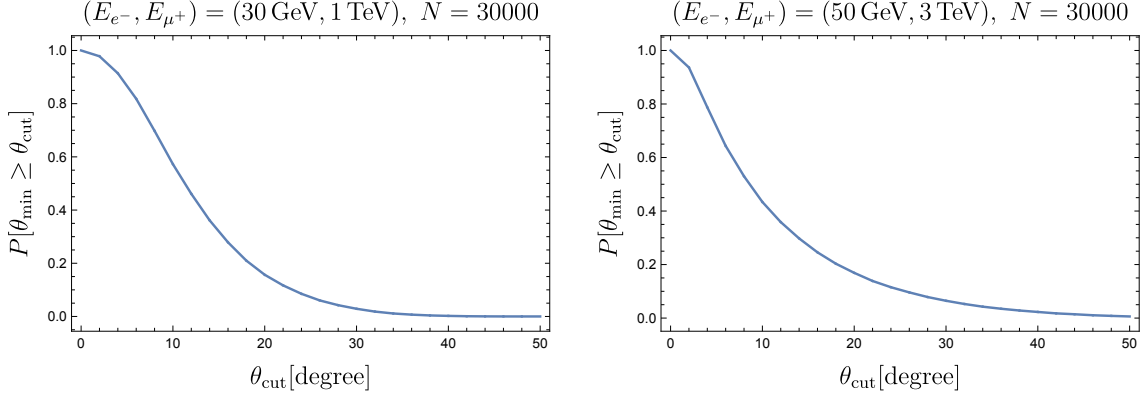 (E_{e^-}, E_{μ^+}) = (30 GeV, 1 TeV), N = 30000
1.0
0.8
0.6
0.4
0.2
0.0
P[θ_min ≥ θ_cut]
0 10 20 30 40 50
θ_cut[degree]
(E_{e^-}, E_{μ^+}) = (50 GeV, 3 TeV), N = 30000
1.0
0.8
0.6
0.4
0.2
0.0
P[θ_min ≥ θ_cut]
0 10 20 30 40 50
θ_cut[degree]